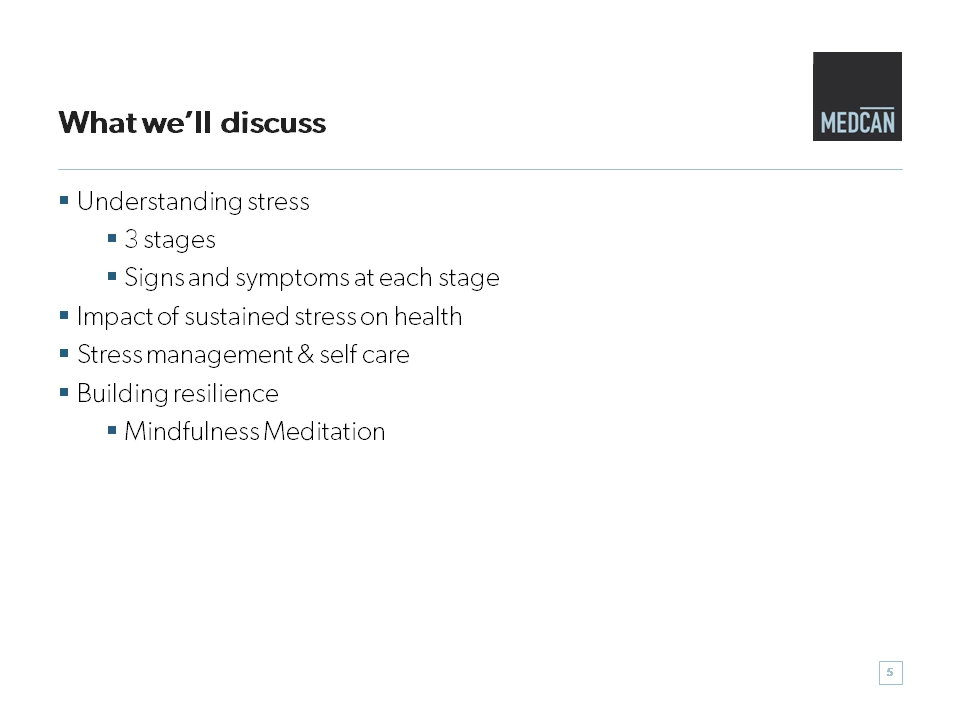 What we'll discuss
MEDCAN
▪ Understanding stress
▪ 3 stages
▪ Signs and symptoms at each stage
▪ Impact of sustained stress on health
▪ Stress management & self care
▪ Building resilience
▪ Mindfulness Meditation
5